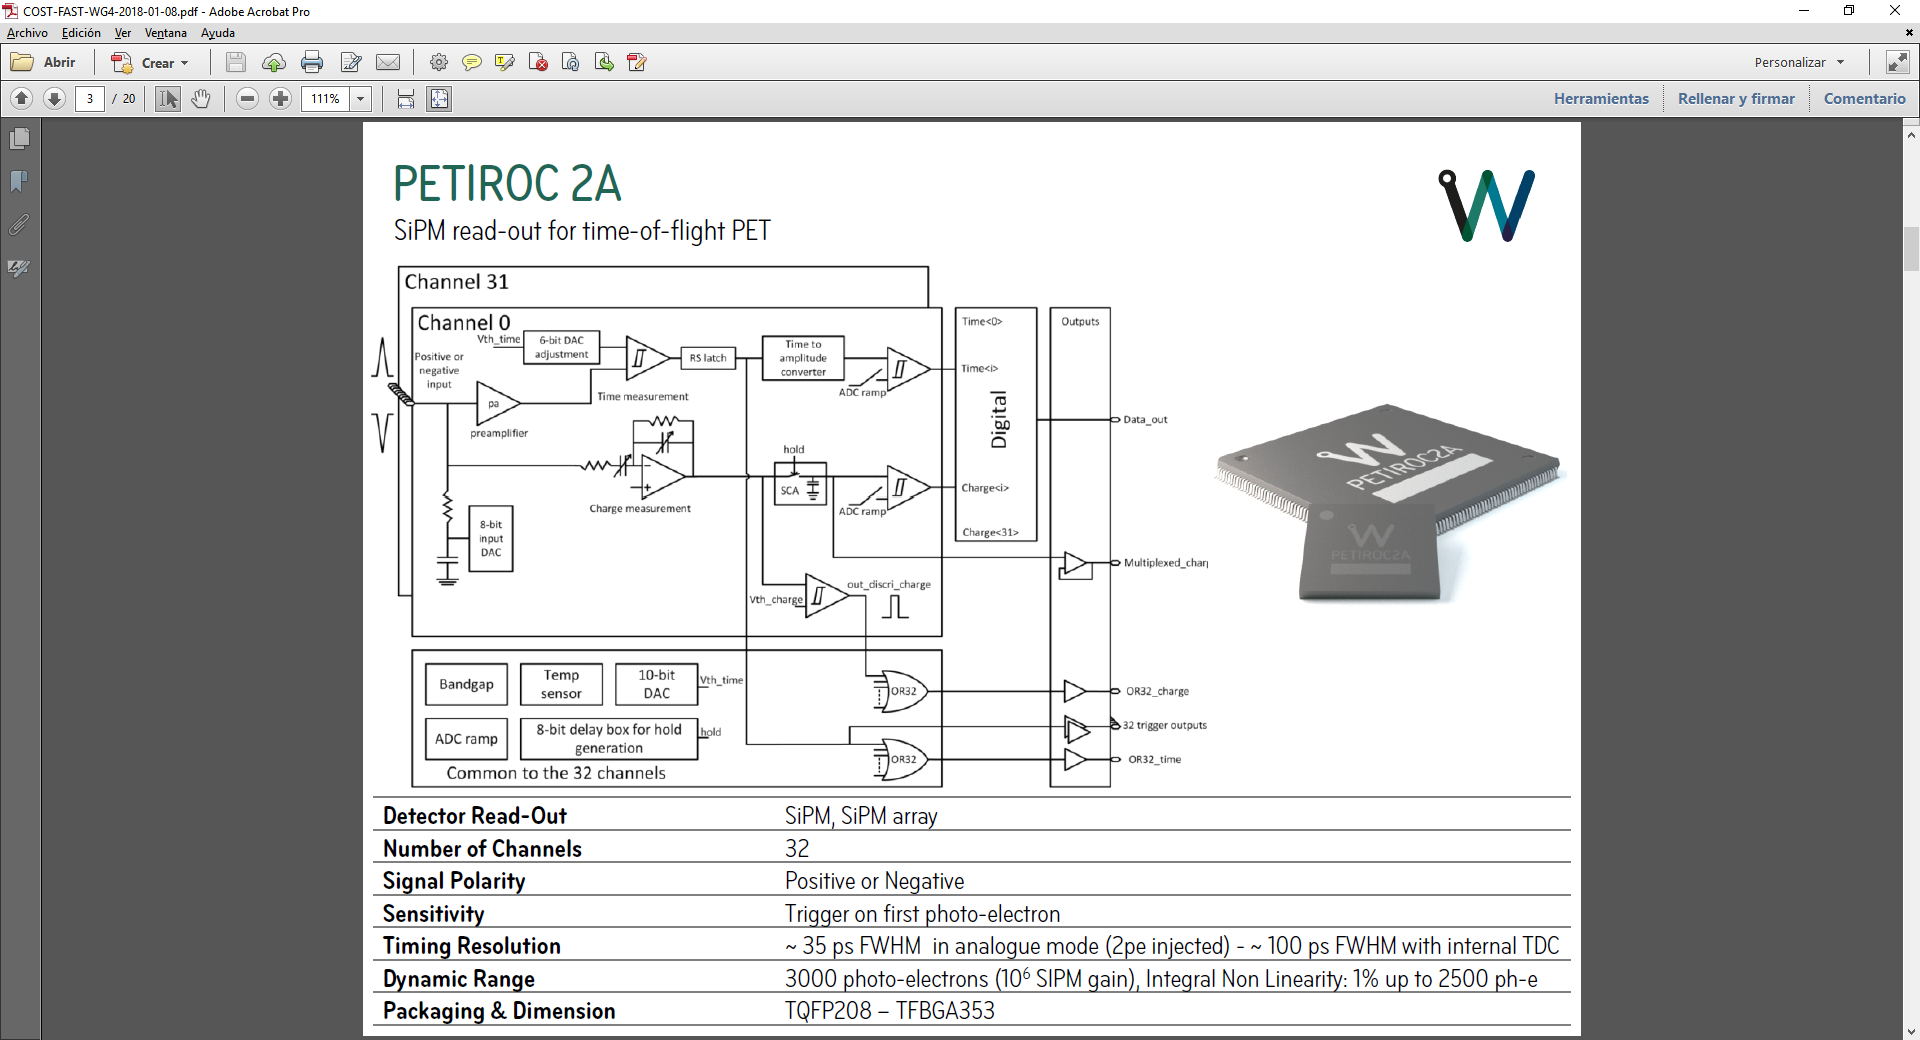 COST-FAST-WG4-2018-01-08.pdf - Adobe Acrobat Pro
Archivo Edición Ver Ventana Ayuda
Abrir Crear Personalizar
3 / 20 111% Herramientas Rellenar y firmar Comentario
PETIROC 2A
SiPM read-out for time-of-flight PET
Channel 31
Channel 0
Vth_time
6-bit DAC
adjustment
Positive or
negative
input
pa
preamplifier
Time measurement
RS latch
Time to
amplitude
converter
ADC ramp
Time<0>
Time<i>
Digital
Charge<i>
Charge<31>
Outputs
Data_out
hold
SCA
ADC ramp
Charge measurement
8-bit
input
DAC
Multiplexed_char
Vth_charge
out_discri_charge
Bandgap
Temp
sensor
10-bit
DAC
Vth_time
ADC ramp
8-bit delay box for hold
generation
hold
Common to the 32 channels
OR32
OR32
OR32_charge
32 trigger outputs
OR32_time
W
PETIROC2A
W
PETIROC2A
Detector Read-Out SiPM, SiPM array
Number of Channels 32
Signal Polarity Positive or Negative
Sensitivity Trigger on first photo-electron
Timing Resolution ~ 35 ps FWHM in analogue mode (2pe injected) - ~ 100 ps FWHM with internal TDC
Dynamic Range 3000 photo-electrons (10⁶ SIPM gain), Integral Non Linearity: 1% up to 2500 ph-e
Packaging & Dimension TQFP208 – TFBGA353